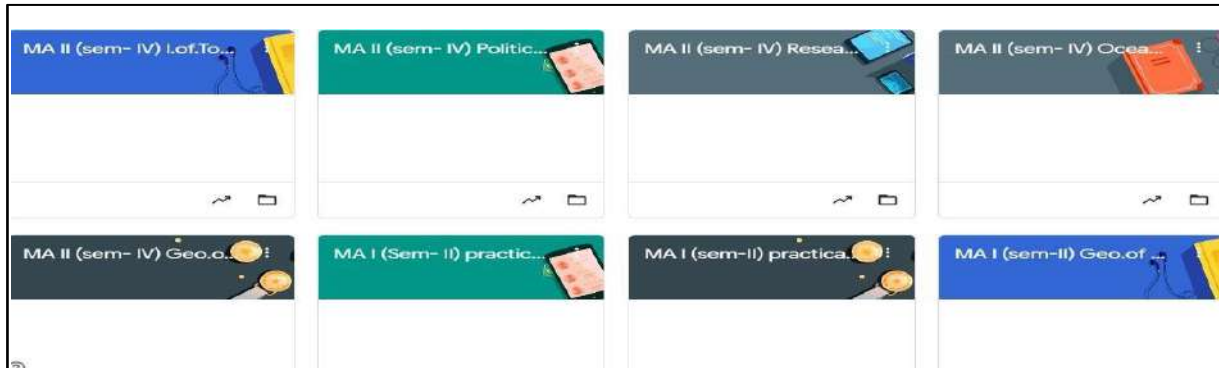 MA II (sem- IV) I.of.To...
MA II (sem- IV) Politic...
MA II (sem- IV) Resea...
MA II (sem- IV) Ocea...
MA II (sem- IV) Geo.o...
MA I (Sem- II) practic...
MA I (sem-II) practica...
MA I (sem-II) Geo.of ...